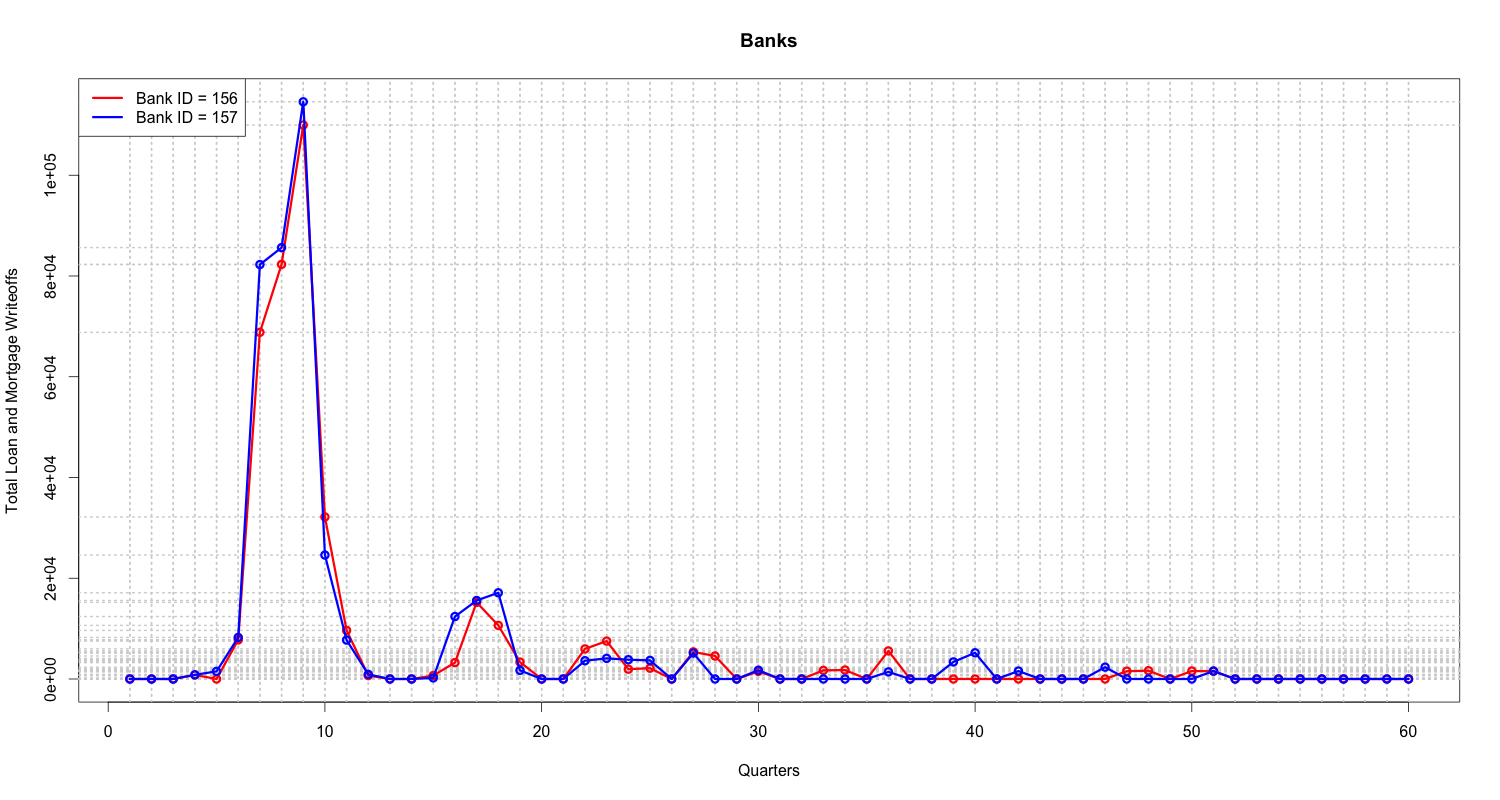 Banks
Bank ID = 156
Bank ID = 157
Total Loan and Mortgage Writeoffs
1e+05
8e+04
6e+04
4e+04
2e+04
0e+00
0 10 20 30 40 50 60
Quarters